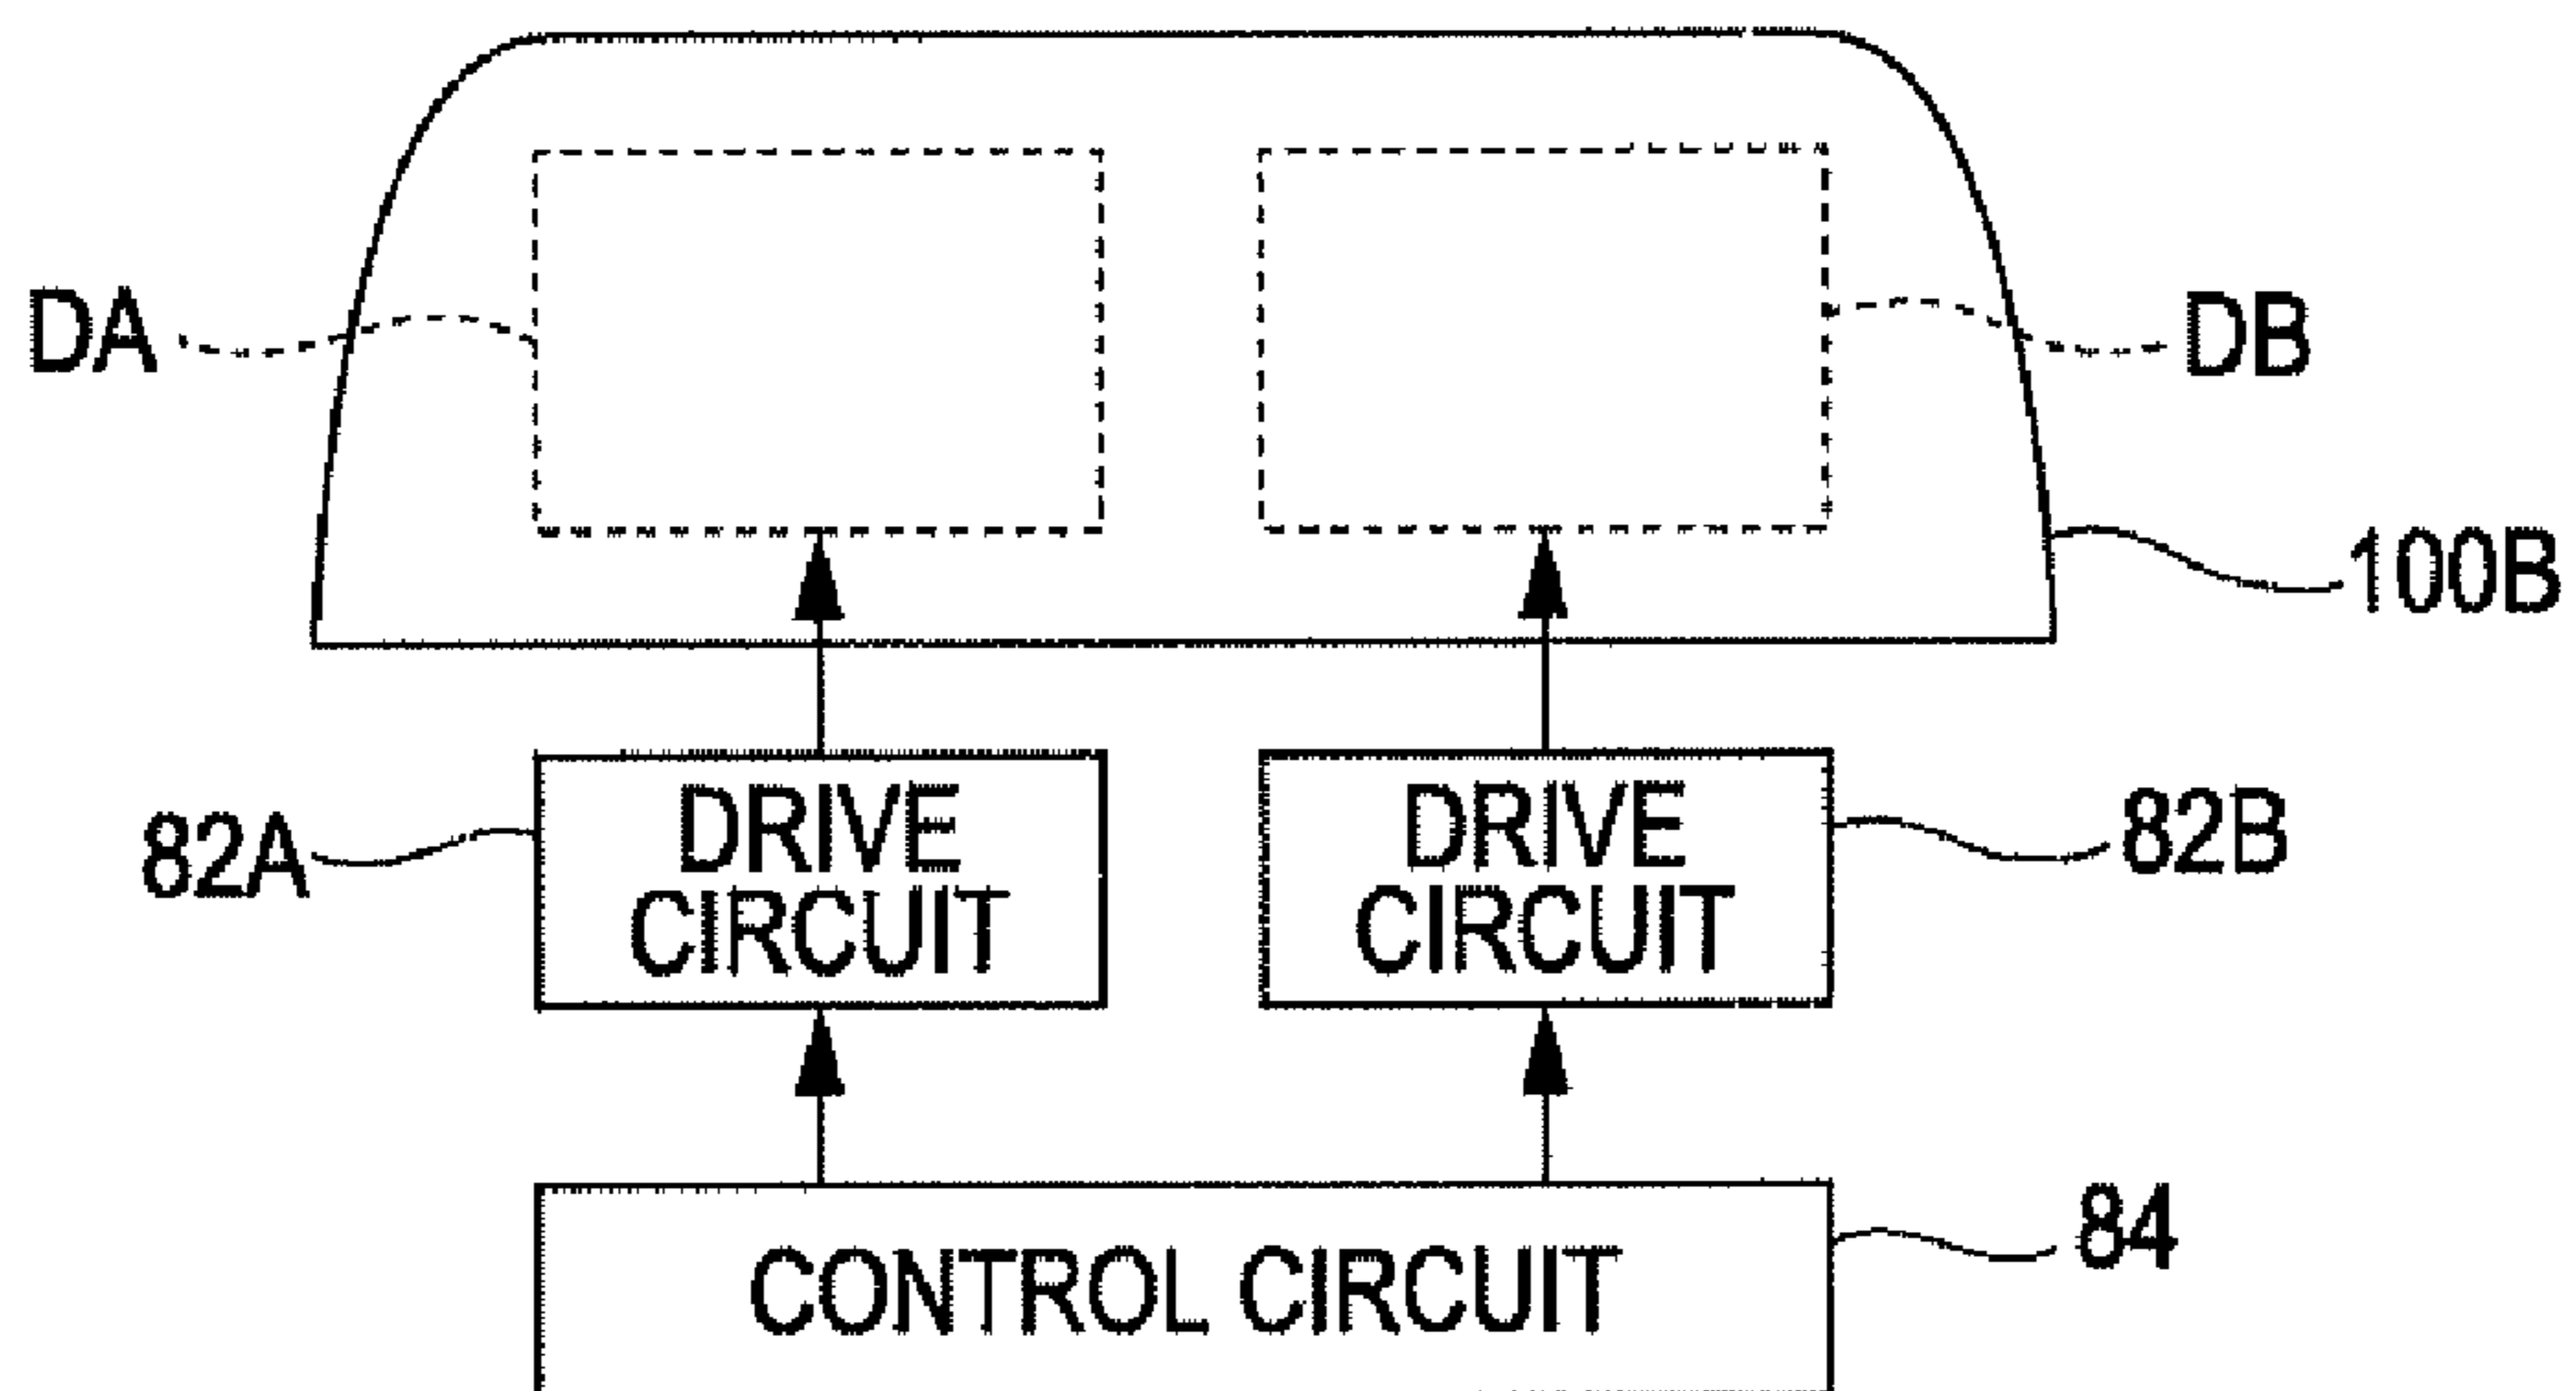 DA
DB
100B
82A
DRIVE
CIRCUIT
DRIVE
CIRCUIT
82B
CONTROL CIRCUIT
84